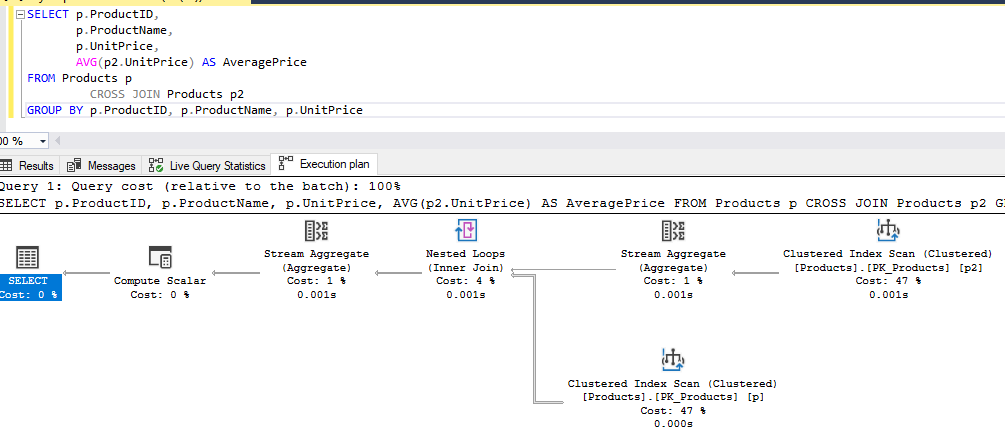 SELECT p.ProductID,
p.ProductName,
p.UnitPrice,
AVG(p2.UnitPrice) AS AveragePrice
FROM Products p
CROSS JOIN Products p2
GROUP BY p.ProductID, p.ProductName, p.UnitPrice
00 %
Results Messages Live Query Statistics Execution plan
Query 1: Query cost (relative to the batch): 100%
SELECT p.ProductID, p.ProductName, p.UnitPrice, AVG(p2.UnitPrice) AS AveragePrice FROM Products p CROSS JOIN Products p2 G
SELECT
Cost: 0 %
Compute Scalar
Cost: 0 %
Stream Aggregate
(Aggregate)
Cost: 1 %
0.001s
Nested Loops
(Inner Join)
Cost: 4 %
0.001s
Stream Aggregate
(Aggregate)
Cost: 1 %
0.001s
Clustered Index Scan (Clustered)
[Products].[PK_Products] [p2]
Cost: 47 %
0.001s
Clustered Index Scan (Clustered)
[Products].[PK_Products] [p]
Cost: 47 %
0.000s